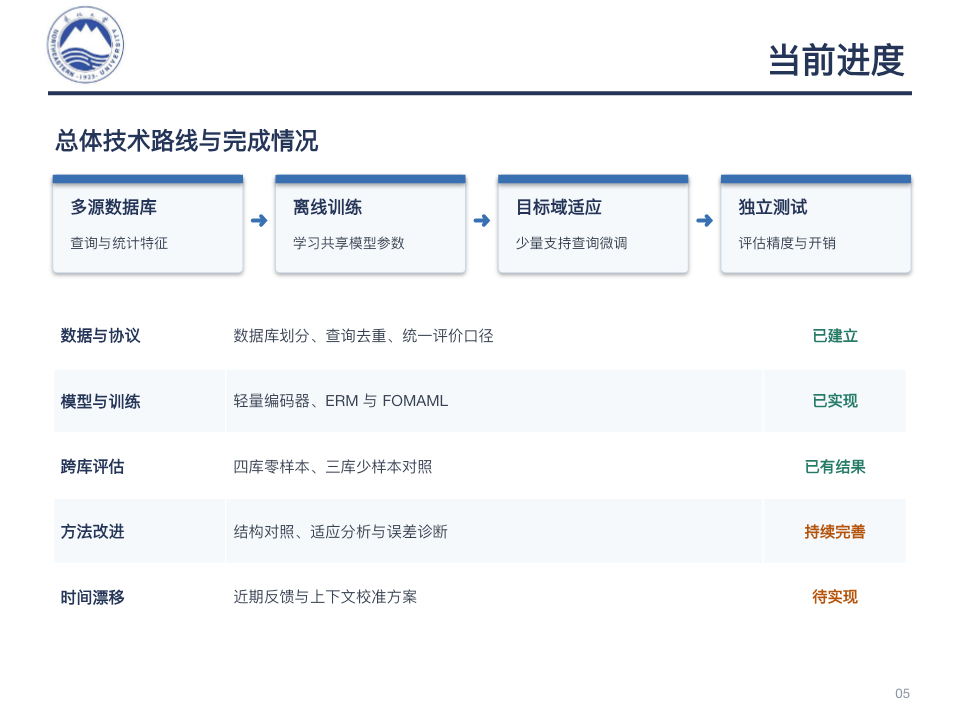 东北大学
NORTHEASTERN ·1923· UNIVERSITY
当前进度
总体技术路线与完成情况
多源数据库
查询与统计特征
离线训练
学习共享模型参数
目标域适应
少量支持查询微调
独立测试
评估精度与开销
数据与协议 数据库划分、查询去重、统一评价口径 已建立
模型与训练 轻量编码器、ERM 与 FOMAML 已实现
跨库评估 四库零样本、三库少样本对照 已有结果
方法改进 结构对照、适应分析与误差诊断 持续完善
时间漂移 近期反馈与上下文校准方案 待实现
05